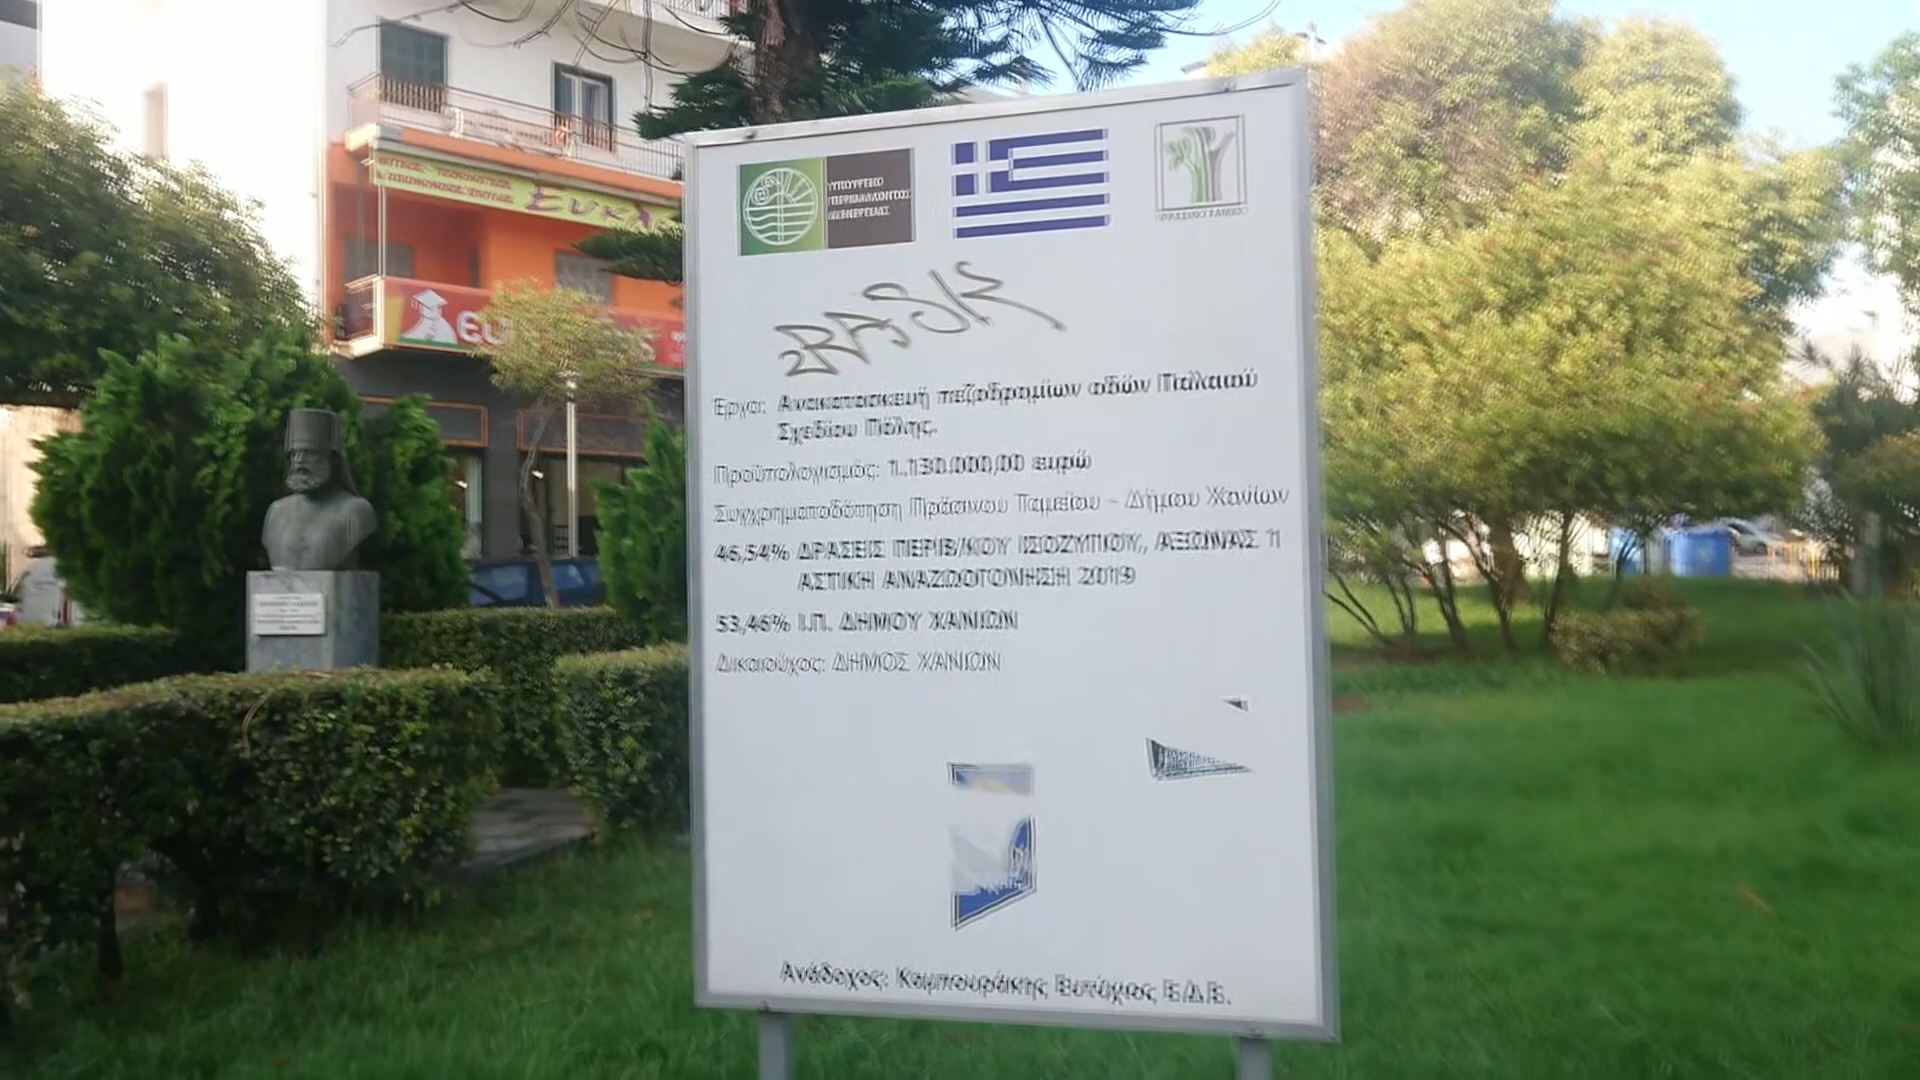 ΥΠΟΥΡΓΕΙΟ
ΠΕΡΙΒΑΛΛΟΝΤΟΣ
ΕΝΕΡΓΕΙΑΣ
ΠΡΑΣΙΝΟ ΤΑΜΕΙΟ
Έργο: Ανακατασκευή πεζοδρομίων οδών Παλαιού
Σχεδίου Πόλης.
Προϋπολογισμός: 1.130.000,00 ευρώ
Συγχρηματοδότηση Πράσινου Ταμείου – Δήμου Χανίων
46,54% ΔΡΑΣΕΙΣ ΠΕΡΙΒ/ΚΟΥ ΙΣΟΖΥΓΙΟΥ, ΑΞΩΝΑΣ 1
ΑΣΤΙΚΗ ΑΝΑΖΩΟΓΟΝΗΣΗ 2019
53,46% Ι.Π. ΔΗΜΟΥ ΧΑΝΙΩΝ
Δικαιούχος: ΔΗΜΟΣ ΧΑΝΙΩΝ
Ανάδοχος: Καμπουράκης Ευτύχιος Ε.Δ.Ε.